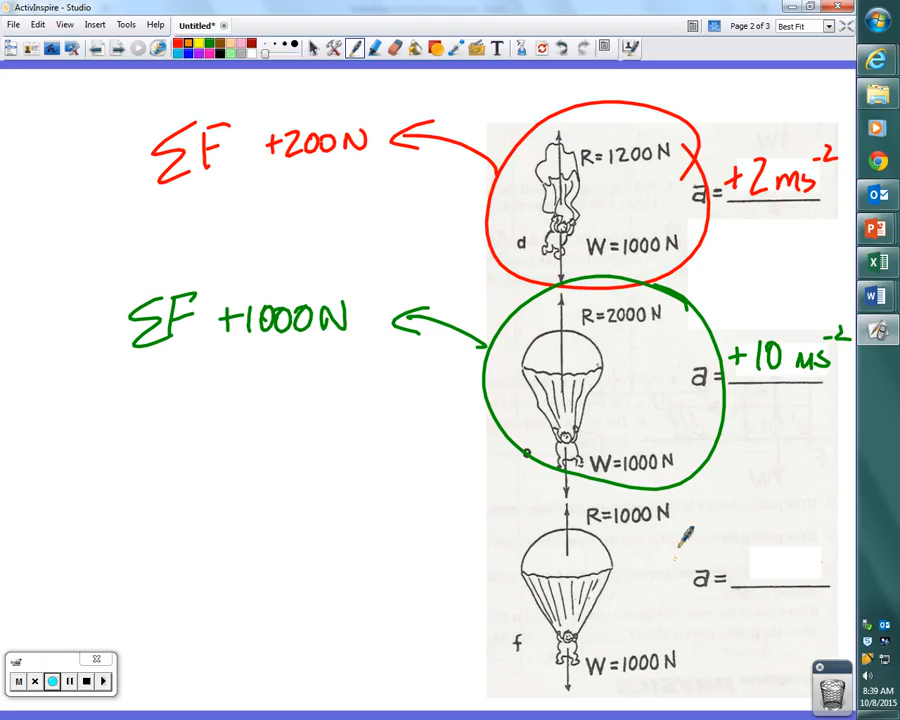 ActivInspire - Studio
File Edit View Insert Tools Help Untitled* Page 2 of 3 Best Fit
ΣF +200N
R=1200N
a= +2 ms⁻²
d
W=1000N
ΣF +1000N
R=2000N
a= +10 ms⁻²
W=1000N
R=1000N
a=
f
W=1000N
M
8:39 AM
10/8/2015